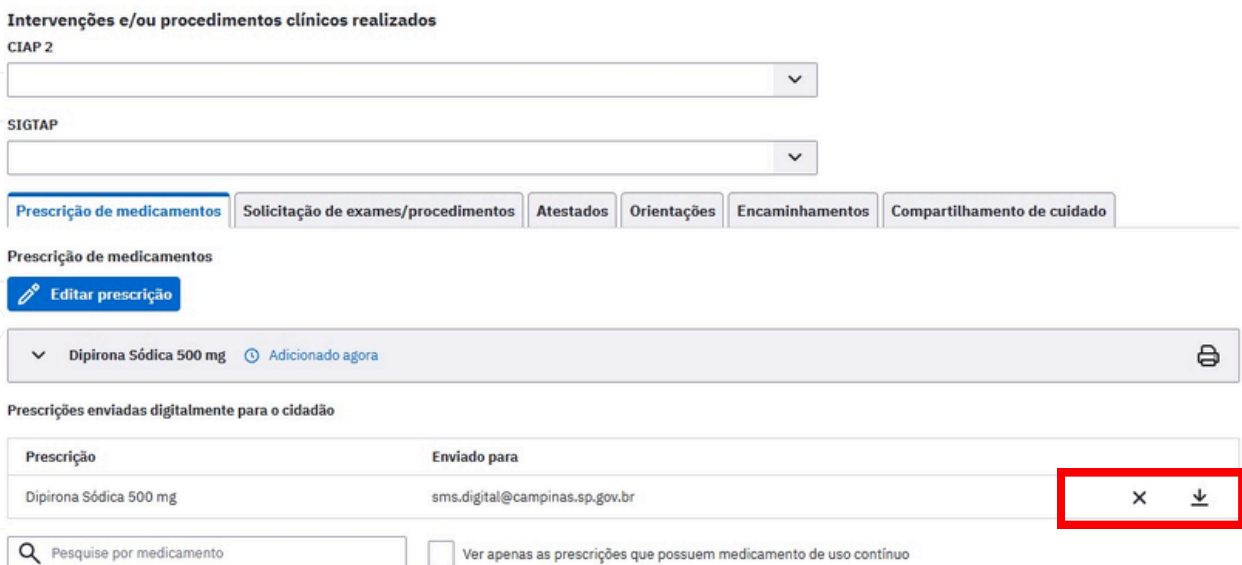 Intervenções e/ou procedimentos clínicos realizados
CIAP 2
SIGTAP
Prescrição de medicamentos Solicitação de exames/procedimentos Atestados Orientações Encaminhamentos Compartilhamento de cuidado
Prescrição de medicamentos
Editar prescrição
Dipirona Sódica 500 mg Adicionado agora
Prescrições enviadas digitalmente para o cidadão
Prescrição Enviado para
Dipirona Sódica 500 mg sms.digital@campinas.sp.gov.br
Pesquise por medicamento Ver apenas as prescrições que possuem medicamento de uso contínuo